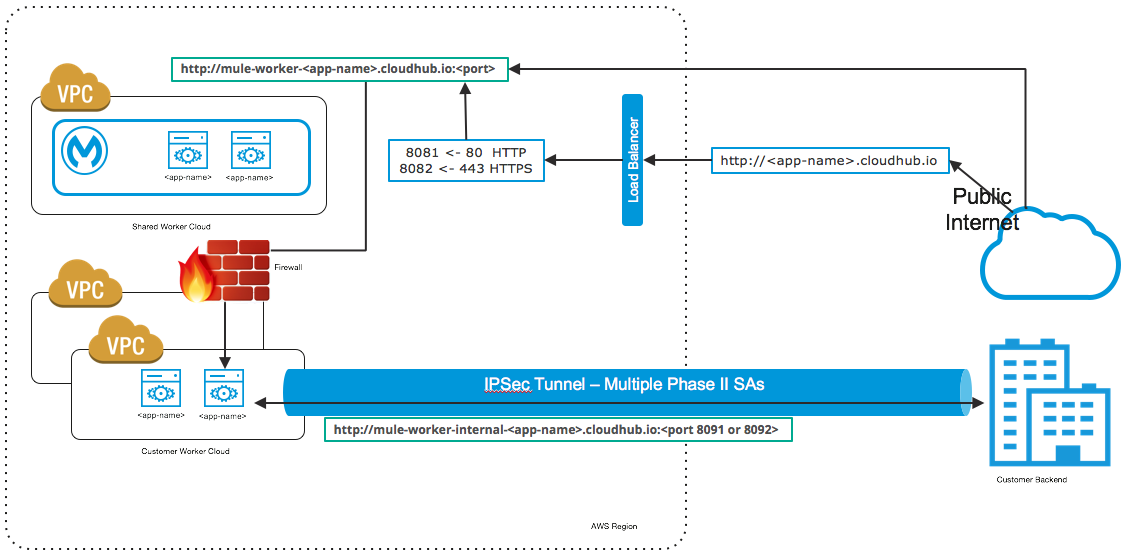 http://mule-worker-<app-name>.cloudhub.io:<port>
VPC
8081 <- 80 HTTP
8082 <- 443 HTTPS
Load Balancer
http://<app-name>.cloudhub.io
<app-name>
<app-name>
Public
Internet
Shared Worker Cloud
Firewall
VPC
VPC
IPSec Tunnel – Multiple Phase II SAs
<app-name>
<app-name>
http://mule-worker-internal-<app-name>.cloudhub.io:<port 8091 or 8092>
Customer Worker Cloud
Customer Backend
AWS Region